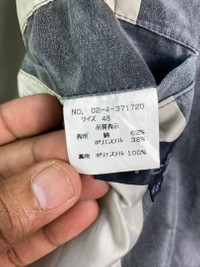 NO. 02-4-371720
サイズ 48
品質表示
表地 綿 62%
ポリエステル 38%
裏地 ポリエステル 100%